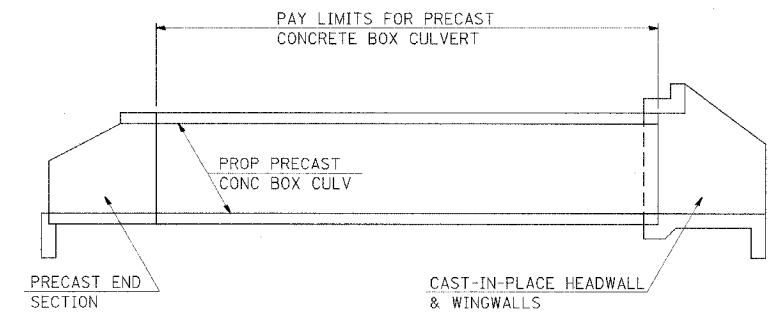 PAY LIMITS FOR PRECAST
CONCRETE BOX CULVERT
PROP PRECAST
CONC BOX CULV
PRECAST END
SECTION
CAST-IN-PLACE HEADWALL
& WINGWALLS